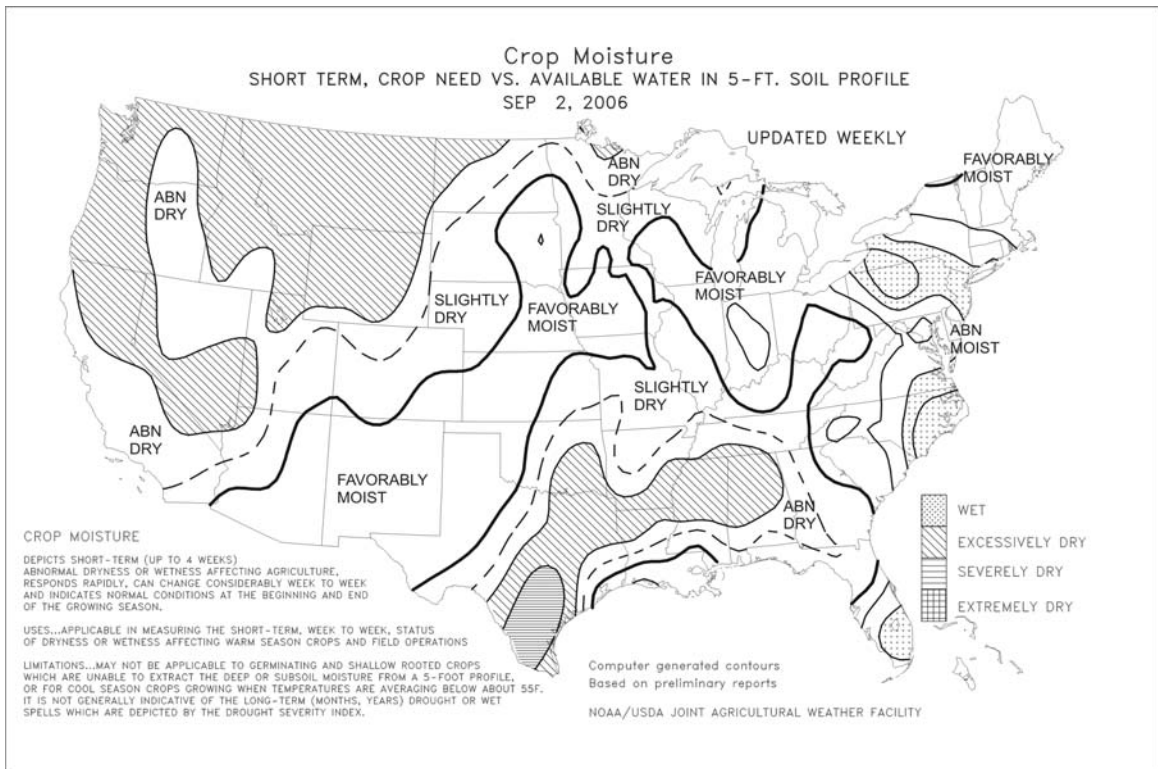 Crop Moisture
SHORT TERM, CROP NEED VS. AVAILABLE WATER IN 5-FT. SOIL PROFILE
SEP 2, 2006
UPDATED WEEKLY
FAVORABLY
MOIST
ABN
DRY
ABN
DRY
SLIGHTLY
DRY
FAVORABLY
MOIST
SLIGHTLY
DRY
FAVORABLY
MOIST
ABN
MOIST
SLIGHTLY
DRY
ABN
DRY
FAVORABLY
MOIST
ABN
DRY
CROP MOISTURE
DEPICTS SHORT-TERM (UP TO 4 WEEKS)
ABNORMAL DRYNESS OR WETNESS AFFECTING AGRICULTURE,
RESPONDS RAPIDLY, CAN CHANGE CONSIDERABLY WEEK TO WEEK
AND INDICATES NORMAL CONDITIONS AT THE BEGINNING AND END
OF THE GROWING SEASON.
USES...APPLICABLE IN MEASURING THE SHORT-TERM, WEEK TO WEEK, STATUS
OF DRYNESS OR WETNESS AFFECTING WARM SEASON CROPS AND FIELD OPERATIONS
LIMITATIONS...MAY NOT BE APPLICABLE TO GERMINATING AND SHALLOW ROOTED CROPS
WHICH ARE UNABLE TO EXTRACT THE DEEP OR SUBSOIL MOISTURE FROM A 5-FOOT PROFILE,
OR FOR COOL SEASON CROPS GROWING WHEN TEMPERATURES ARE AVERAGING BELOW ABOUT 55F.
IT IS NOT GENERALLY INDICATIVE OF THE LONG-TERM (MONTHS, YEARS) DROUGHT OR WET
SPELLS WHICH ARE DEPICTED BY THE DROUGHT SEVERITY INDEX.
WET
EXCESSIVELY DRY
SEVERELY DRY
EXTREMELY DRY
Computer generated contours
Based on preliminary reports
NOAA/USDA JOINT AGRICULTURAL WEATHER FACILITY